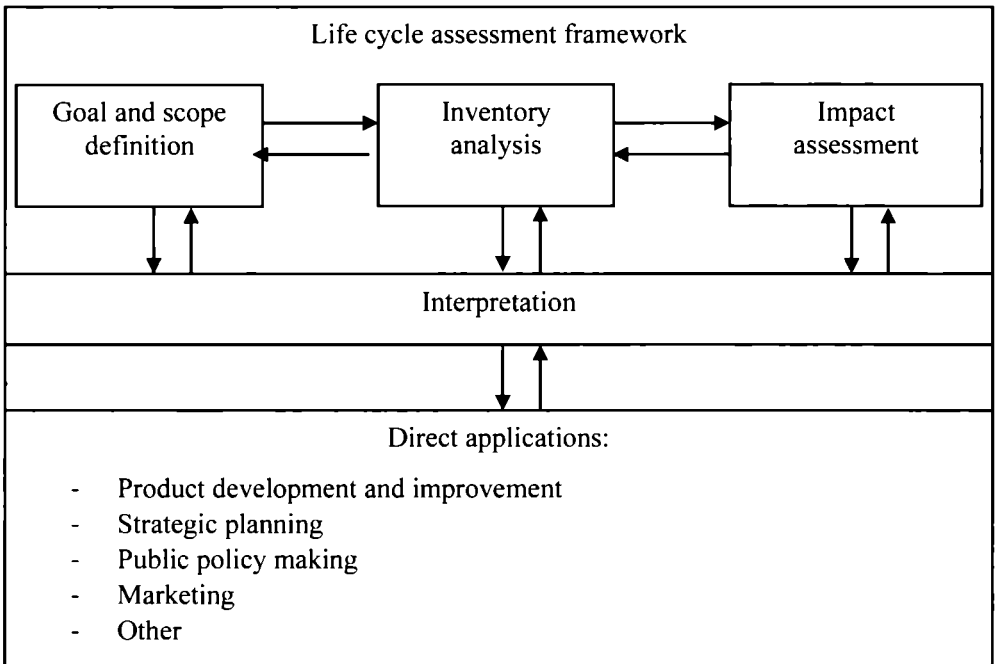 Life cycle assessment framework
Goal and scope
definition
Inventory
analysis
Impact
assessment
Interpretation
Direct applications:
- Product development and improvement
- Strategic planning
- Public policy making
- Marketing
- Other